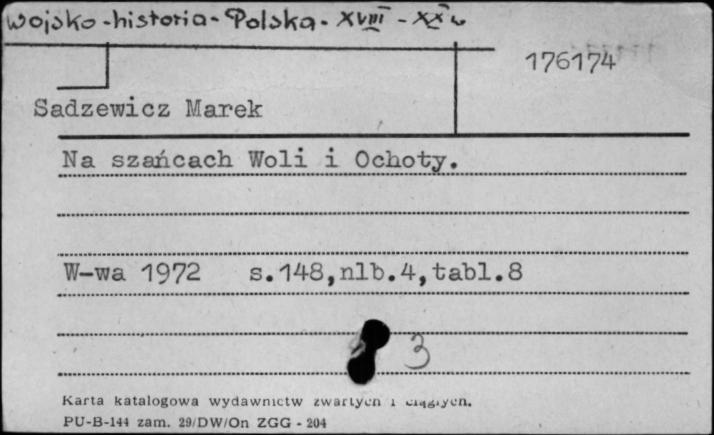 Wojsko - historia - Polska - XVIII - XX w
176174
Sadzewicz Marek
Na szańcach Woli i Ochoty.
W-wa 1972 s.148,nlb.4,tabl.8
3
Karta katalogowa wydawnictw zwartych i ciągłych.
PU-B-144 zam. 29/DW/On ZGG - 204